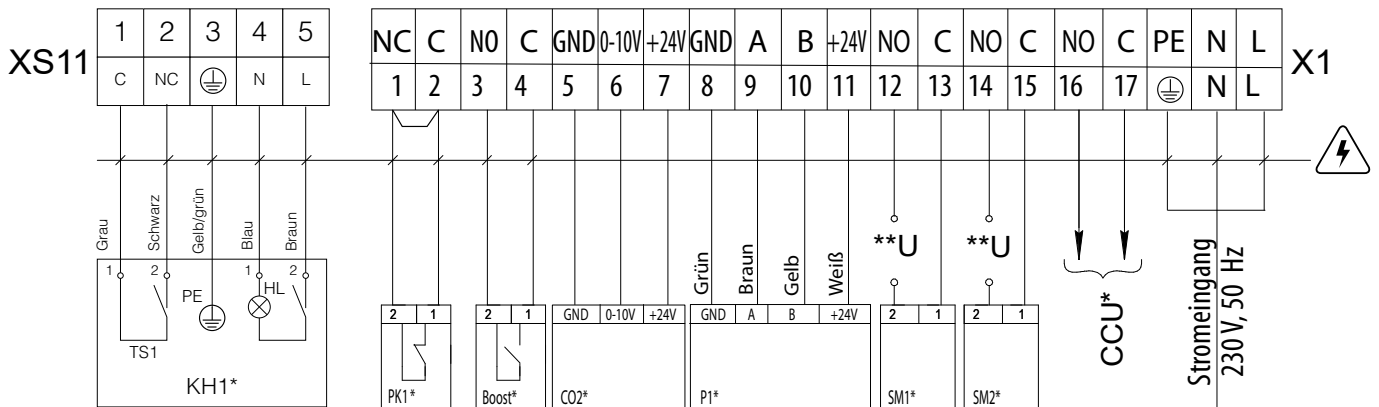 XS11
1 2 3 4 5
C NC N L
NC C N0 C GND 0-10V +24V GND A B +24V NO C NO C NO C PE N L
1 2 3 4 5 6 7 8 9 10 11 12 13 14 15 16 17 N L
X1
Grau
Schwarz
Gelb/grün
Blau
Braun
1 2 1 2
PE
HL
TS1
KH1*
2 1
PK1*
2 1
Boost*
GND 0-10V +24V
CO2*
Grün
Braun
Gelb
Weiß
GND A B +24V
P1*
**U
2 1
SM1*
**U
2 1
SM2*
CCU*
Stromeingang
230 V, 50 Hz